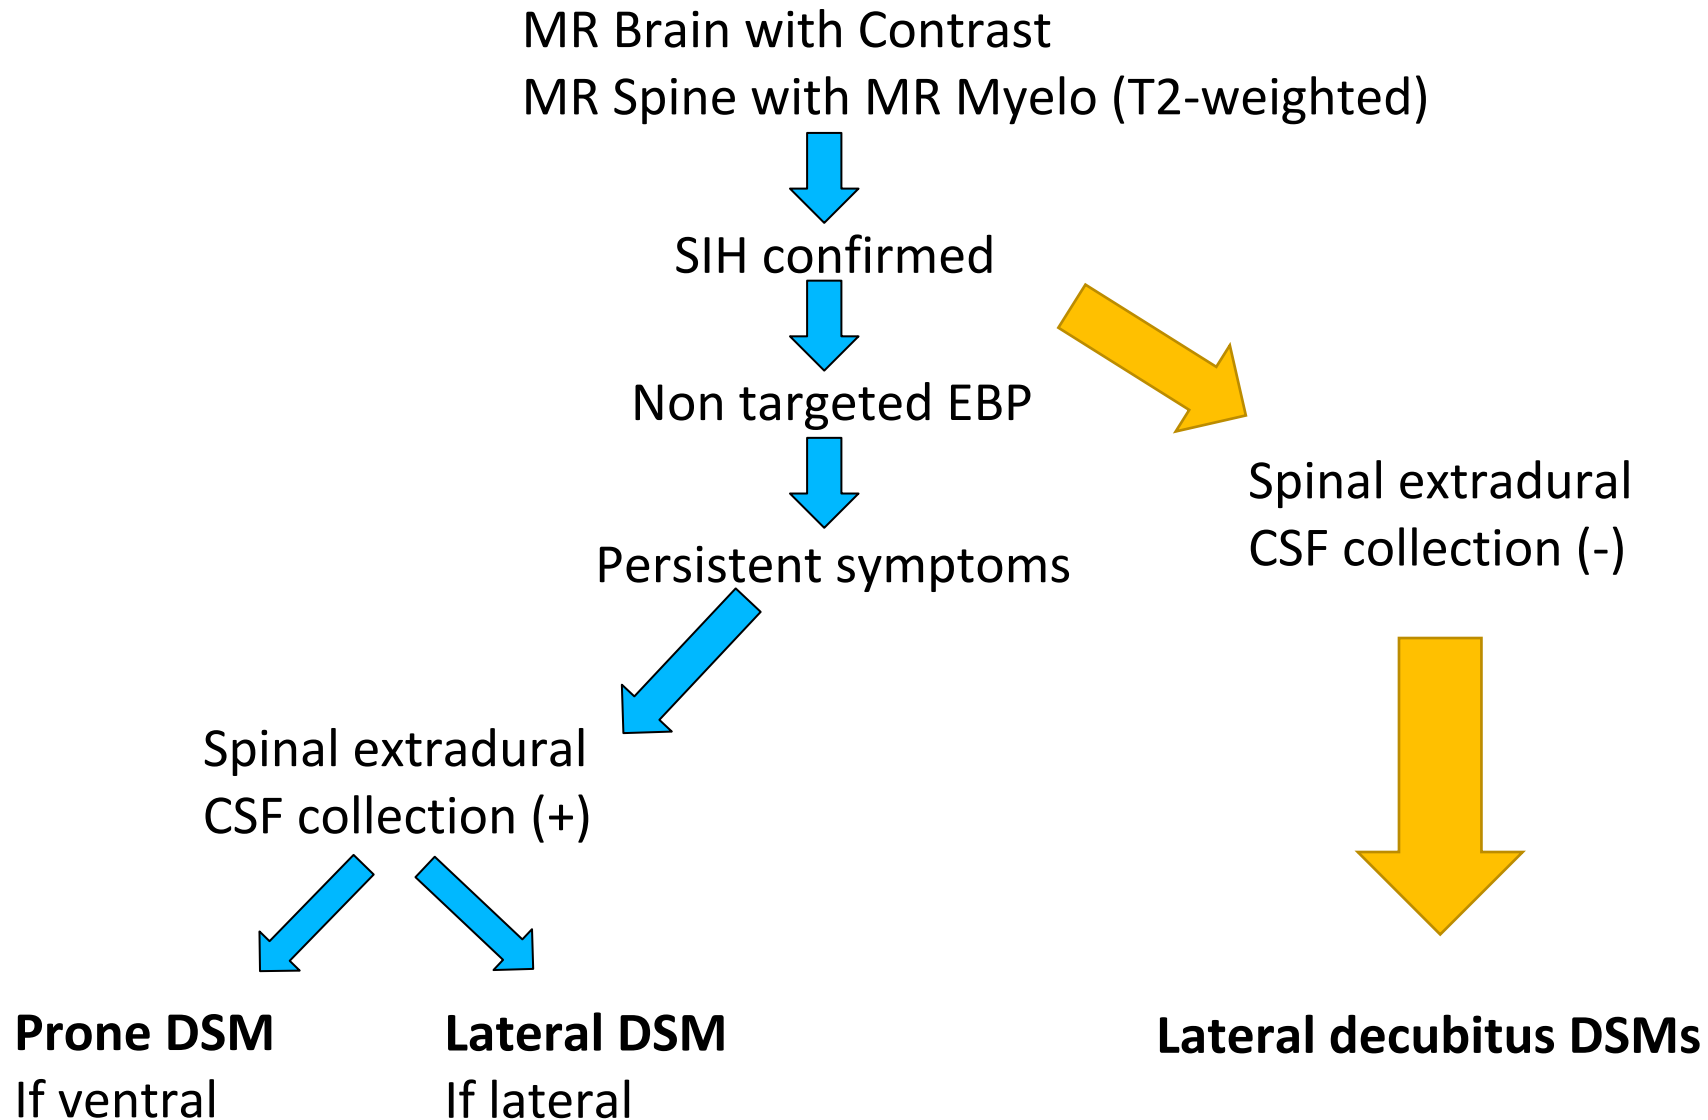 MR Brain with Contrast
MR Spine with MR Myelo (T2-weighted)
SIH confirmed
Non targeted EBP
Spinal extradural
CSF collection (-)
Persistent symptoms
Spinal extradural
CSF collection (+)
Prone DSM
If ventral
Lateral DSM
If lateral
Lateral decubitus DSMs